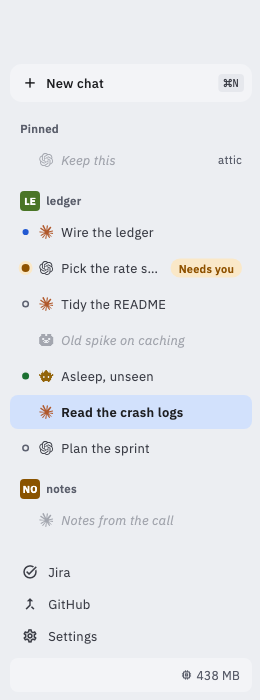 New chat ⌘N
Pinned
Keep this attic
LE ledger
Wire the ledger
Pick the rate s... Needs you
Tidy the README
Old spike on caching
Asleep, unseen
Read the crash logs
Plan the sprint
NO notes
Notes from the call
Jira
GitHub
Settings
438 MB